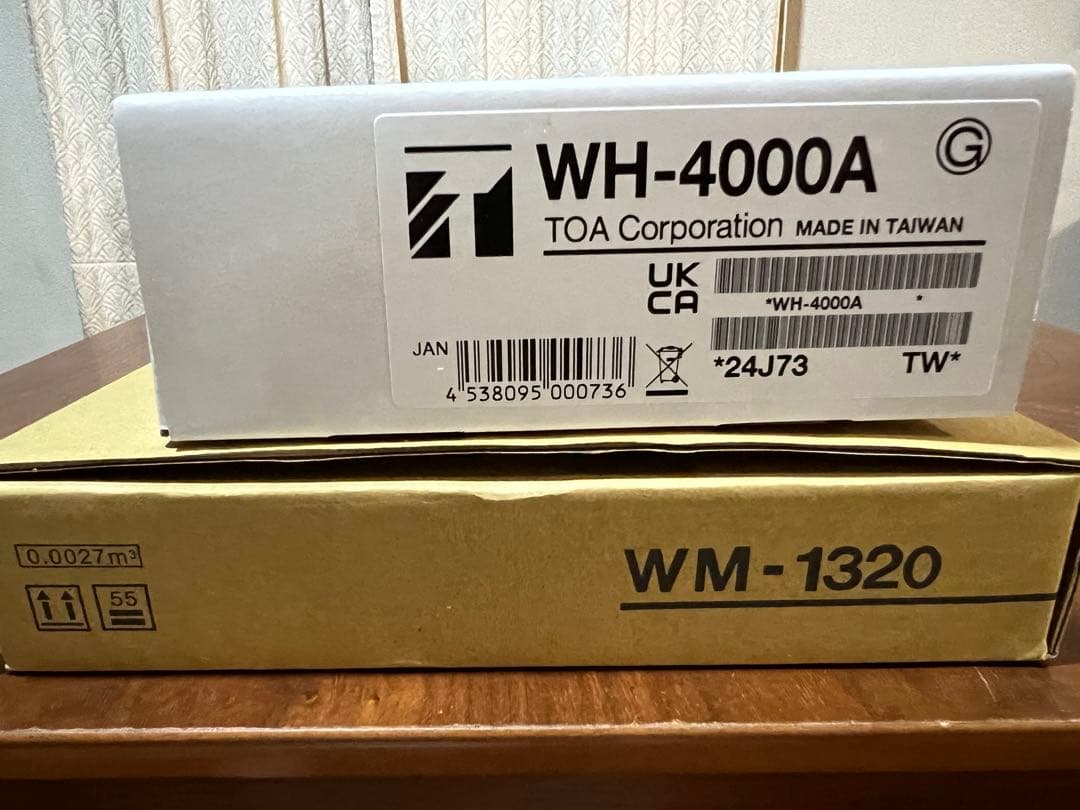 WH-4000A
G
TOA Corporation MADE IN TAIWAN
UK
CA
*WH-4000A *
JAN
4 538095 000736
*24J73 TW*
0.0027m³
55
WM-1320